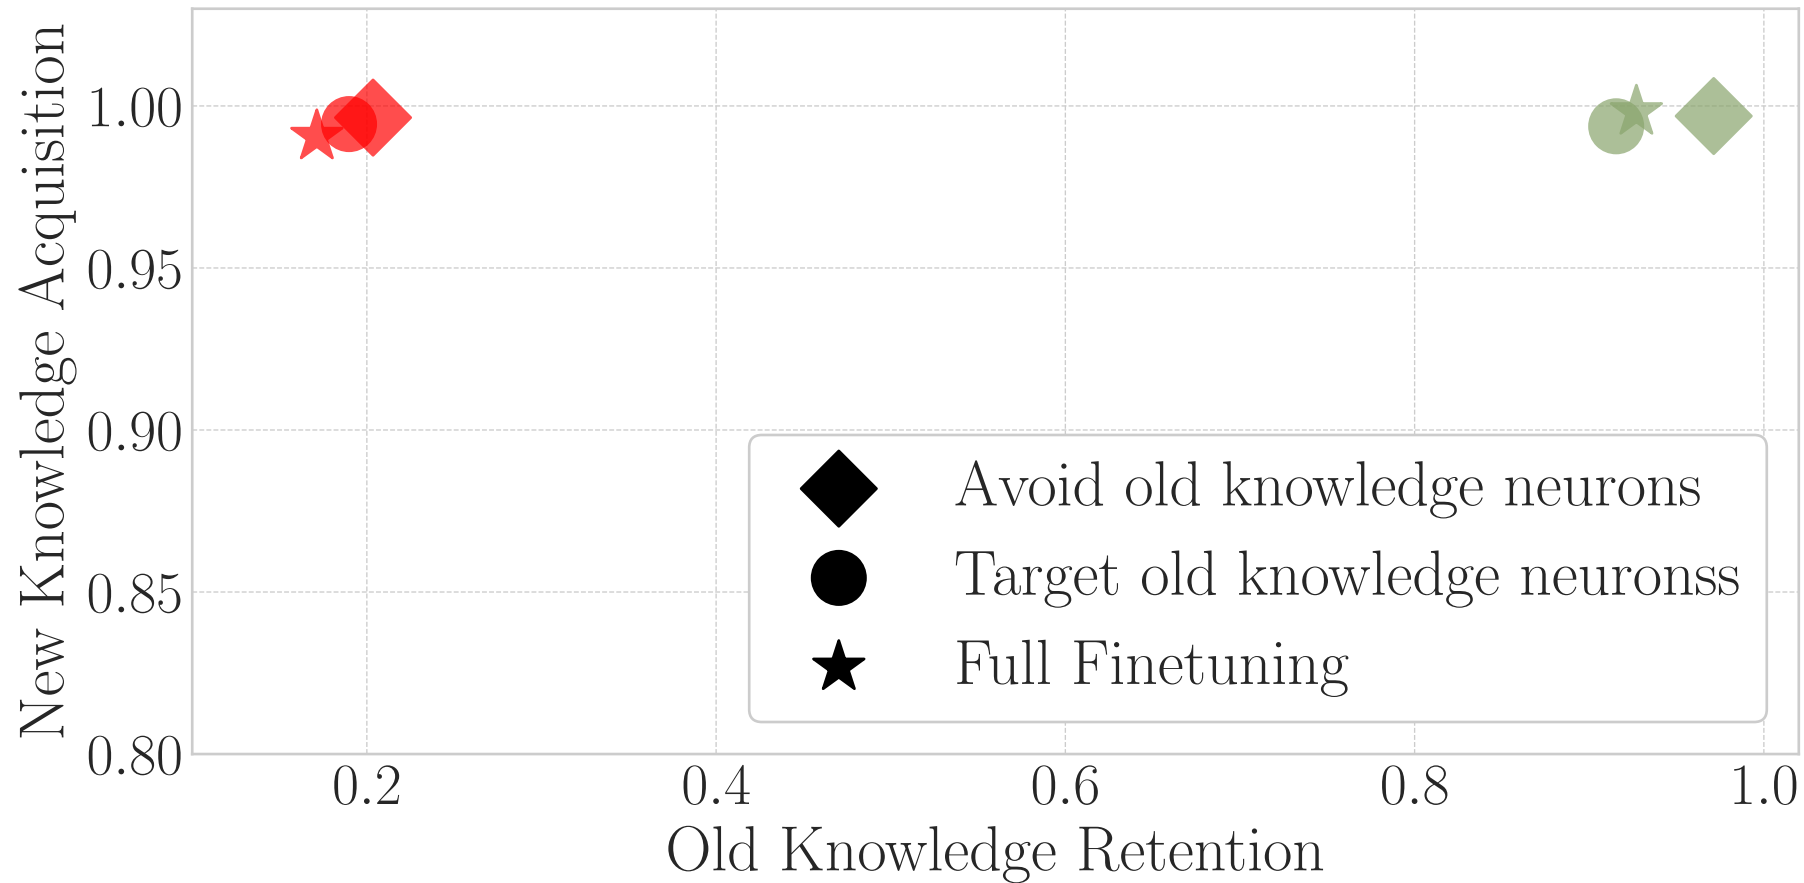 New Knowledge Acquisition
1.00
0.95
0.90
0.85
0.80
Avoid old knowledge neurons
Target old knowledge neuronss
Full Finetuning
0.2 0.4 0.6 0.8 1.0
Old Knowledge Retention